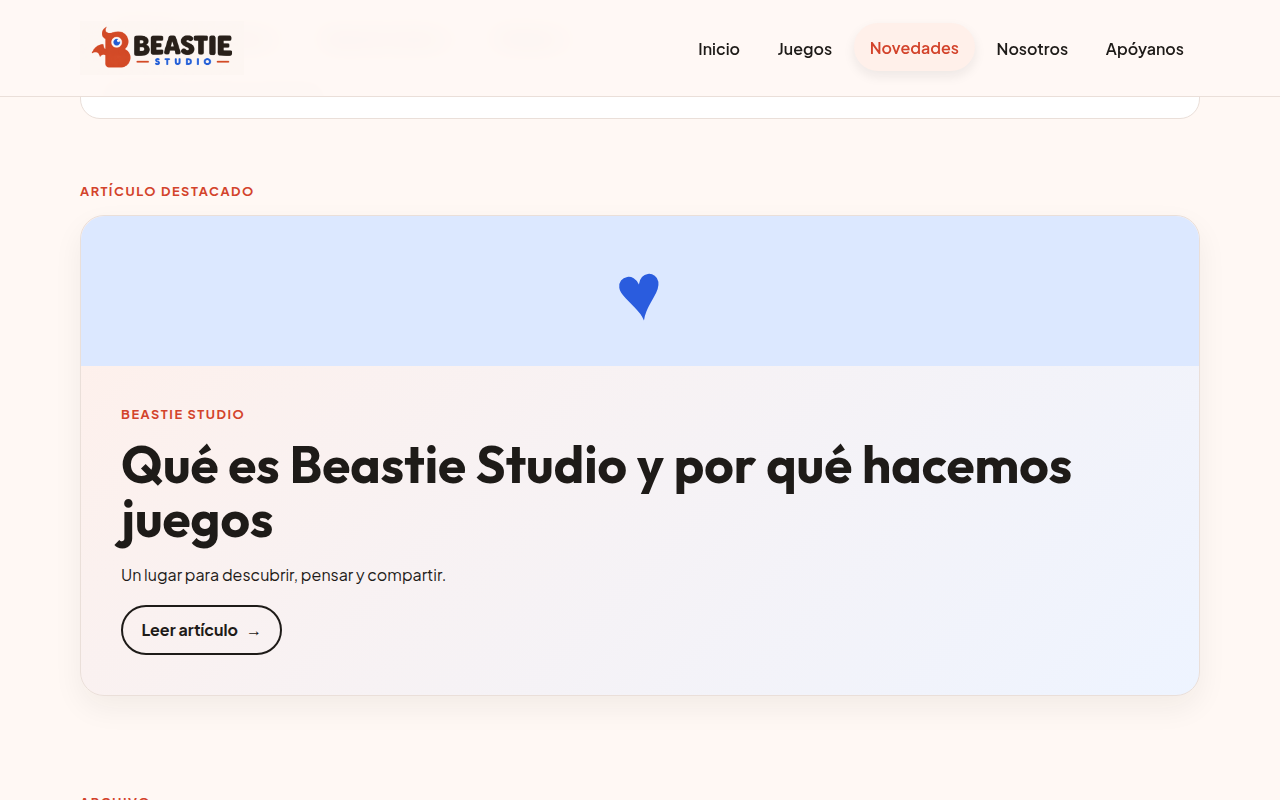 BEASTIE
STUDIO
Inicio
Juegos
Novedades
Nosotros
Apóyanos
ARTÍCULO DESTACADO
BEASTIE STUDIO
Qué es Beastie Studio y por qué hacemos
juegos
Un lugar para descubrir, pensar y compartir.
Leer artículo →